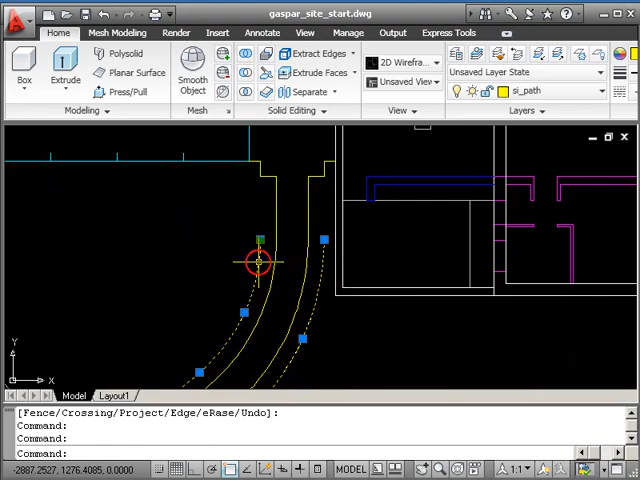 gaspar_site_start.dwg
Home Mesh Modeling Render Insert Annotate Parametric View Manage Output Express Tools
Box
Extrude
Polysolid
Planar Surface
Press/Pull
Smooth Object
Extract Edges
Extrude Faces
Separate
2D Wirefra...
Unsaved View
Unsaved Layer State
si_path
Modeling
Mesh
Solid Editing
View
Layers
Y
X
Model Layout1
[Fence/Crossing/Project/Edge/eRase/Undo]:
Command:
Command:
Command:
-2887.2527, 1276.4085, 0.0000
MODEL
1:1